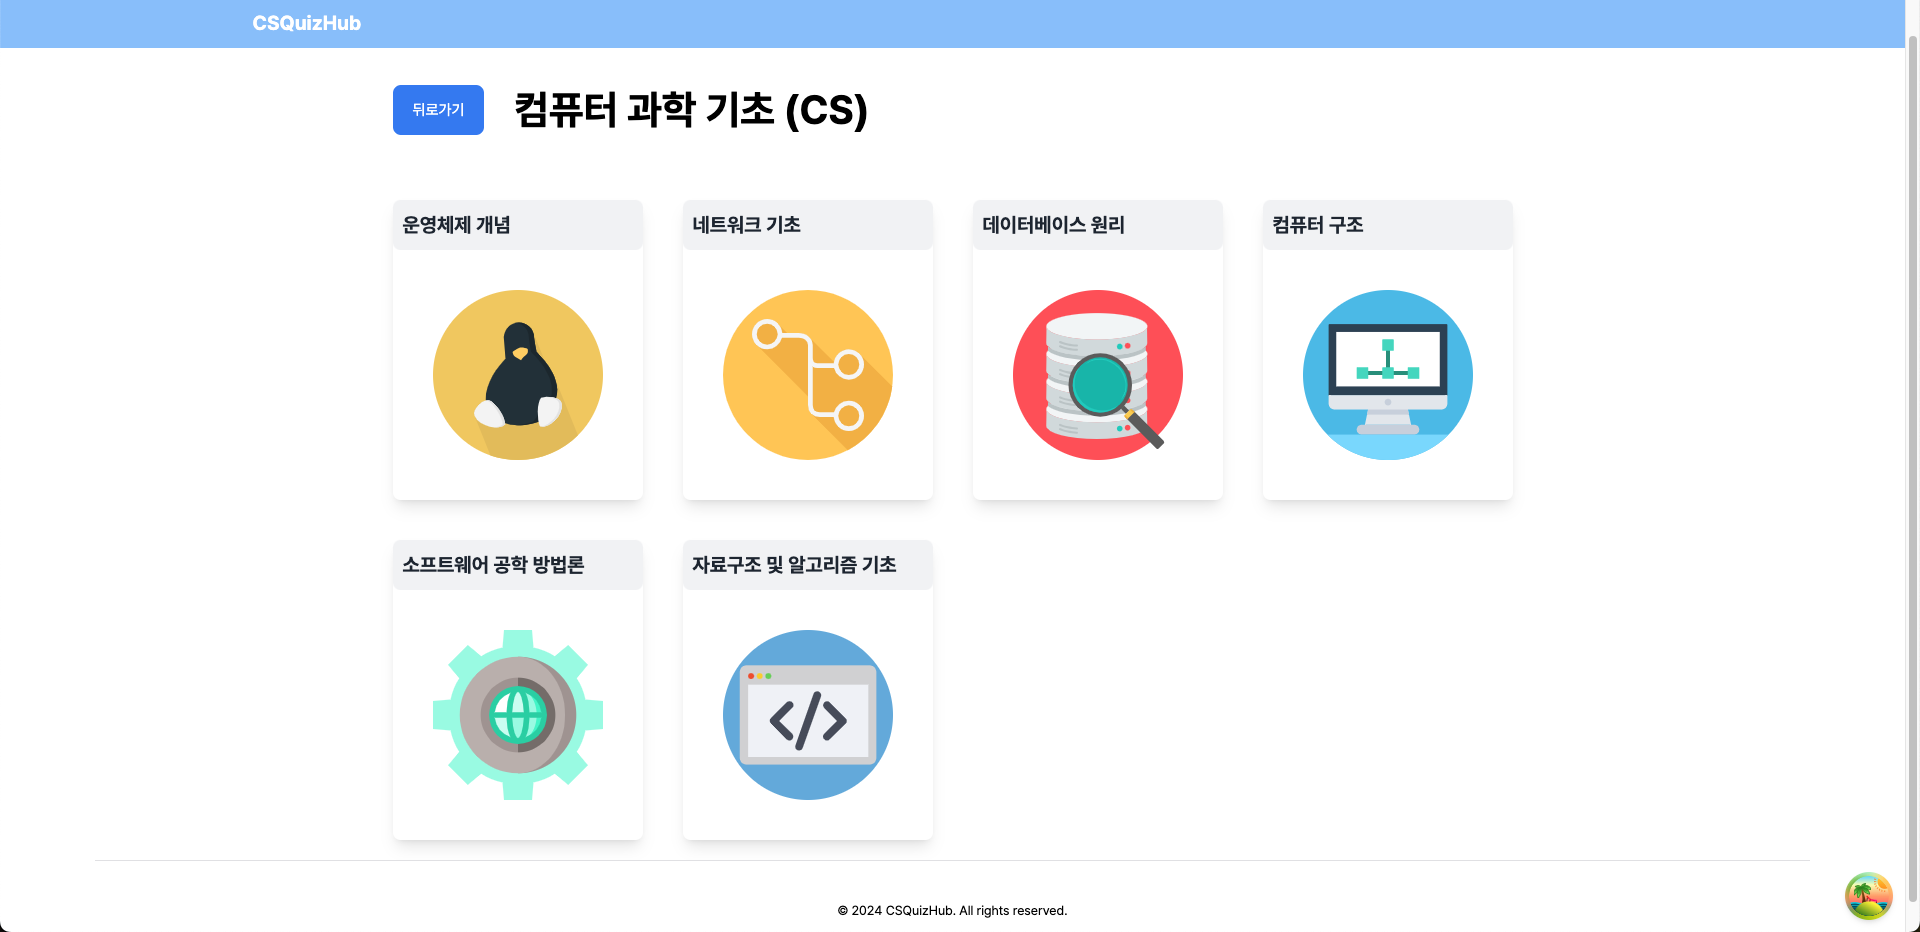 CSQuizHub
뒤로가기
컴퓨터 과학 기초 (CS)
운영체제 개념
네트워크 기초
데이터베이스 원리
컴퓨터 구조
소프트웨어 공학 방법론
자료구조 및 알고리즘 기초
</>
© 2024 CSQuizHub. All rights reserved.